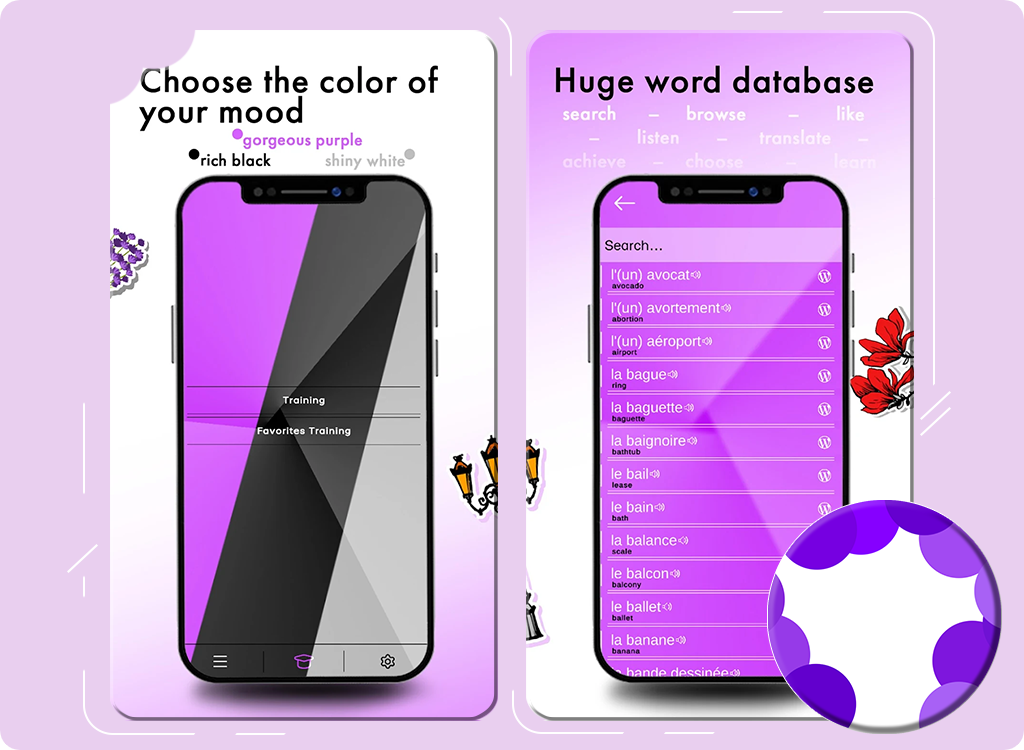 Choose the color of
your mood
gorgeous purple
rich black
shiny white
Training
Favorites Training
Huge word database
search – browse – like
– listen – translate –
achieve – choose – learn
Search...
l'(un) avocat
avocado
l'(un) avortement
abortion
l'(un) aéroport
airport
la bague
ring
la baguette
baguette
la baignoire
bathtub
le bail
lease
le bain
bath
la balance
scale
le balcon
balcony
le ballet
ballet
la banane
banana
la bande dessinée